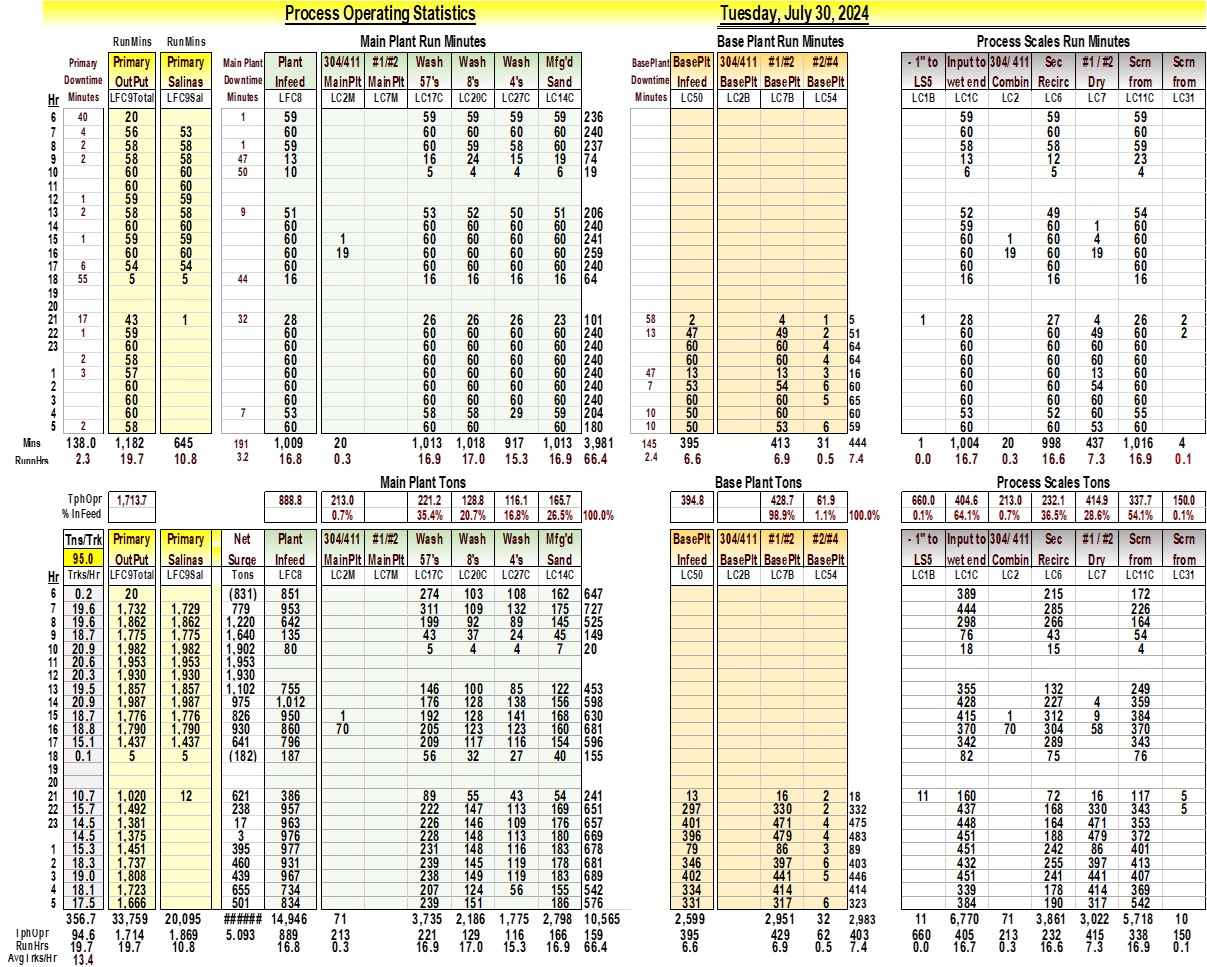 Process Operating Statistics Tuesday, July 30, 2024
RunMins RunMins Main Plant Run Minutes Base Plant Run Minutes Process Scales Run Minutes
Primary Primary Primary Main Plant Plant 304/411 #1/#2 Wash Wash Wash Mfg'd BasePlant BasePlt 304/411 #1/#2 #2/#4 - 1" to Input to 304/ 411 Sec #1 / #2 Scrn Scrn
Downtime OutPut Salinas Downtime Infeed MainPlt MainPlt 57's 8's 4's Sand Downtime Infeed BasePlt BasePlt BasePlt LS5 wet end Combin Recirc Dry from from
Hr Minutes LFC9Total LFC9Sal Minutes LFC8 LC2M LC7M LC17C LC20C LC27C LC14C Minutes LC50 LC2B LC7B LC54 LC1B LC1C LC2 LC6 LC7 LC11C LC31
6 40 20 1 59 59 59 59 59 236 59 59 59
7 4 56 53 60 60 60 60 60 240 60 60 60
8 2 58 58 1 59 60 59 58 60 237 58 58 59
9 2 58 58 47 13 16 24 15 19 74 13 12 23
10 60 60 50 10 5 4 4 6 19 6 5 4
11 60 60
12 1 59 59
13 2 58 58 9 51 53 52 50 51 206 52 49 54
14 60 60 60 60 60 60 60 240 59 60 1 60
15 1 59 59 60 1 60 60 60 60 241 60 1 60 4 60
16 60 60 60 19 60 60 60 60 259 60 19 60 19 60
17 6 54 54 60 60 60 60 60 240 60 60 60
18 55 5 5 44 16 16 16 16 16 64 16 16 16
19
20
21 17 43 1 32 28 26 26 26 23 101 58 2 4 1 5 1 28 27 4 26 2
22 1 59 60 60 60 60 60 240 13 47 49 2 51 60 60 49 60 2
23 60 60 60 60 60 60 240 60 60 4 64 60 60 60 60
2 58 60 60 60 60 60 240 60 60 4 64 60 60 60 60
1 3 57 60 60 60 60 60 240 47 13 13 3 16 60 60 13 60
2 60 60 60 60 60 60 240 7 53 54 6 60 60 60 54 60
3 60 60 60 60 60 60 240 60 60 5 65 60 60 60 60
4 60 7 53 58 58 29 59 204 10 50 60 60 53 52 60 55
5 2 58 60 60 60 60 180 10 50 53 6 59 60 60 53 60
Mins 138.0 1,182 645 191 1,009 20 1,013 1,018 917 1,013 3,981 145 395 413 31 444 1 1,004 20 998 437 1,016 4
RunnHrs 2.3 19.7 10.8 3.2 16.8 0.3 16.9 17.0 15.3 16.9 66.4 2.4 6.6 6.9 0.5 7.4 0.0 16.7 0.3 16.6 7.3 16.9 0.1
Main Plant Tons Base Plant Tons Process Scales Tons
TphOpr 1,713.7 888.8 213.0 221.2 128.8 116.1 165.7 394.8 428.7 61.9 660.0 404.6 213.0 232.1 414.9 337.7 150.0
% InFeed 0.7% 35.4% 20.7% 16.8% 26.5% 100.0% 98.9% 1.1% 100.0% 0.1% 64.1% 0.7% 36.5% 28.6% 54.1% 0.1%
Tns/Trk Primary Primary Net Plant 304/411 #1/#2 Wash Wash Wash Mfg'd BasePlt 304/411 #1/#2 #2/#4 - 1" to Input to 304/ 411 Sec #1 / #2 Scrn Scrn
95.0 OutPut Salinas Surge Infeed MainPlt MainPlt 57's 8's 4's Sand Infeed BasePlt BasePlt BasePlt LS5 wet end Combin Recirc Dry from from
Hr Trks/Hr LFC9Total LFC9Sal Tons LFC8 LC2M LC7M LC17C LC20C LC27C LC14C LC50 LC2B LC7B LC54 LC1B LC1C LC2 LC6 LC7 LC11C LC31
6 0.2 20 (831) 851 274 103 108 162 647 389 215 172
7 19.6 1,732 1,729 779 953 311 109 132 175 727 444 285 226
8 19.6 1,862 1,862 1,220 642 199 92 89 145 525 298 266 164
9 18.7 1,775 1,775 1,640 135 43 37 24 45 149 76 43 54
10 20.9 1,982 1,982 1,902 80 5 4 4 7 20 18 15 4
11 20.6 1,953 1,953 1,953
12 20.3 1,930 1,930 1,930
13 19.5 1,857 1,857 1,102 755 146 100 85 122 453 355 132 249
14 20.9 1,987 1,987 975 1,012 176 128 138 156 598 428 227 4 359
15 18.7 1,776 1,776 826 950 1 192 128 141 168 630 415 1 312 9 384
16 18.8 1,790 1,790 930 860 70 205 123 123 160 681 370 70 304 58 370
17 15.1 1,437 1,437 641 796 209 117 116 154 596 342 289 343
18 0.1 5 5 (182) 187 56 32 27 40 155 82 75 76
19
20
21 10.7 1,020 12 621 386 89 55 43 54 241 13 16 2 18 11 160 72 16 117 5
22 15.7 1,492 238 957 222 147 113 169 651 297 330 2 332 437 168 330 343 5
23 14.5 1,381 17 963 226 146 109 176 657 401 471 4 475 448 164 471 353
14.5 1,375 3 976 228 148 113 180 669 396 479 4 483 451 188 479 372
1 15.3 1,451 395 977 231 148 116 183 678 79 86 3 89 451 242 86 401
2 18.3 1,737 460 931 239 145 119 178 681 346 397 6 403 432 255 397 413
3 19.0 1,808 439 967 238 149 119 183 689 402 441 5 446 451 241 441 407
4 18.1 1,723 655 734 207 124 56 155 542 334 414 414 339 178 414 369
5 17.5 1,666 501 834 239 151 186 576 331 317 6 323 384 190 317 542
356.7 33,759 20,095 ###### 14,946 71 3,735 2,186 1,775 2,798 10,565 2,599 2,951 32 2,983 11 6,770 71 3,861 3,022 5,718 10
TphOpr 94.6 1,714 1,869 5.093 889 213 221 129 116 166 159 395 429 62 403 660 405 213 232 415 338 150
RunHrs 19.7 19.7 10.8 16.8 0.3 16.9 17.0 15.3 16.9 66.4 6.6 6.9 0.5 7.4 0.0 16.7 0.3 16.6 7.3 16.9 0.1
AvgTrks/Hr 13.4